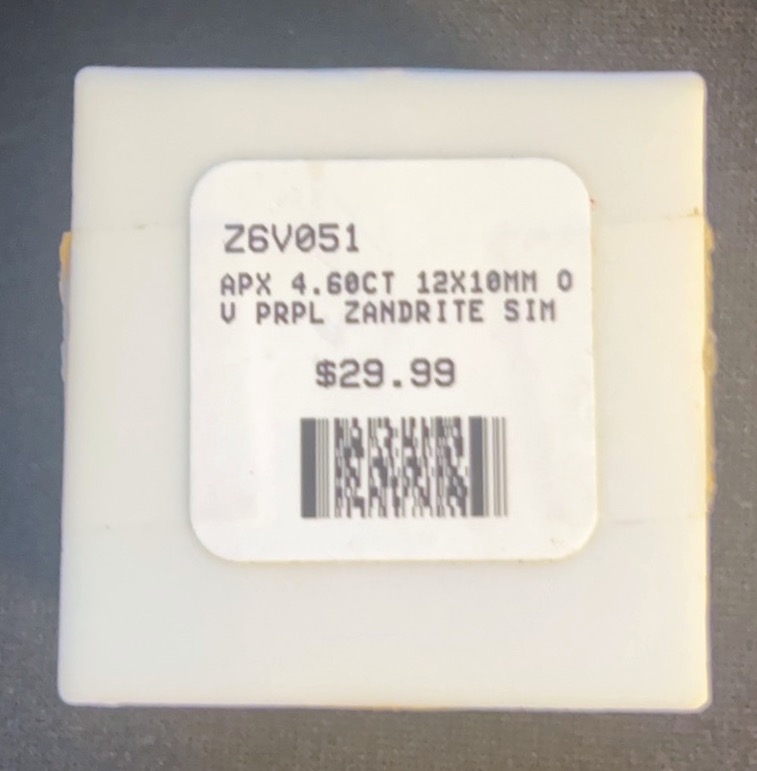 Z6V051
APX 4.60CT 12X10MM O
V PRPL ZANDRITE SIM
$29.99